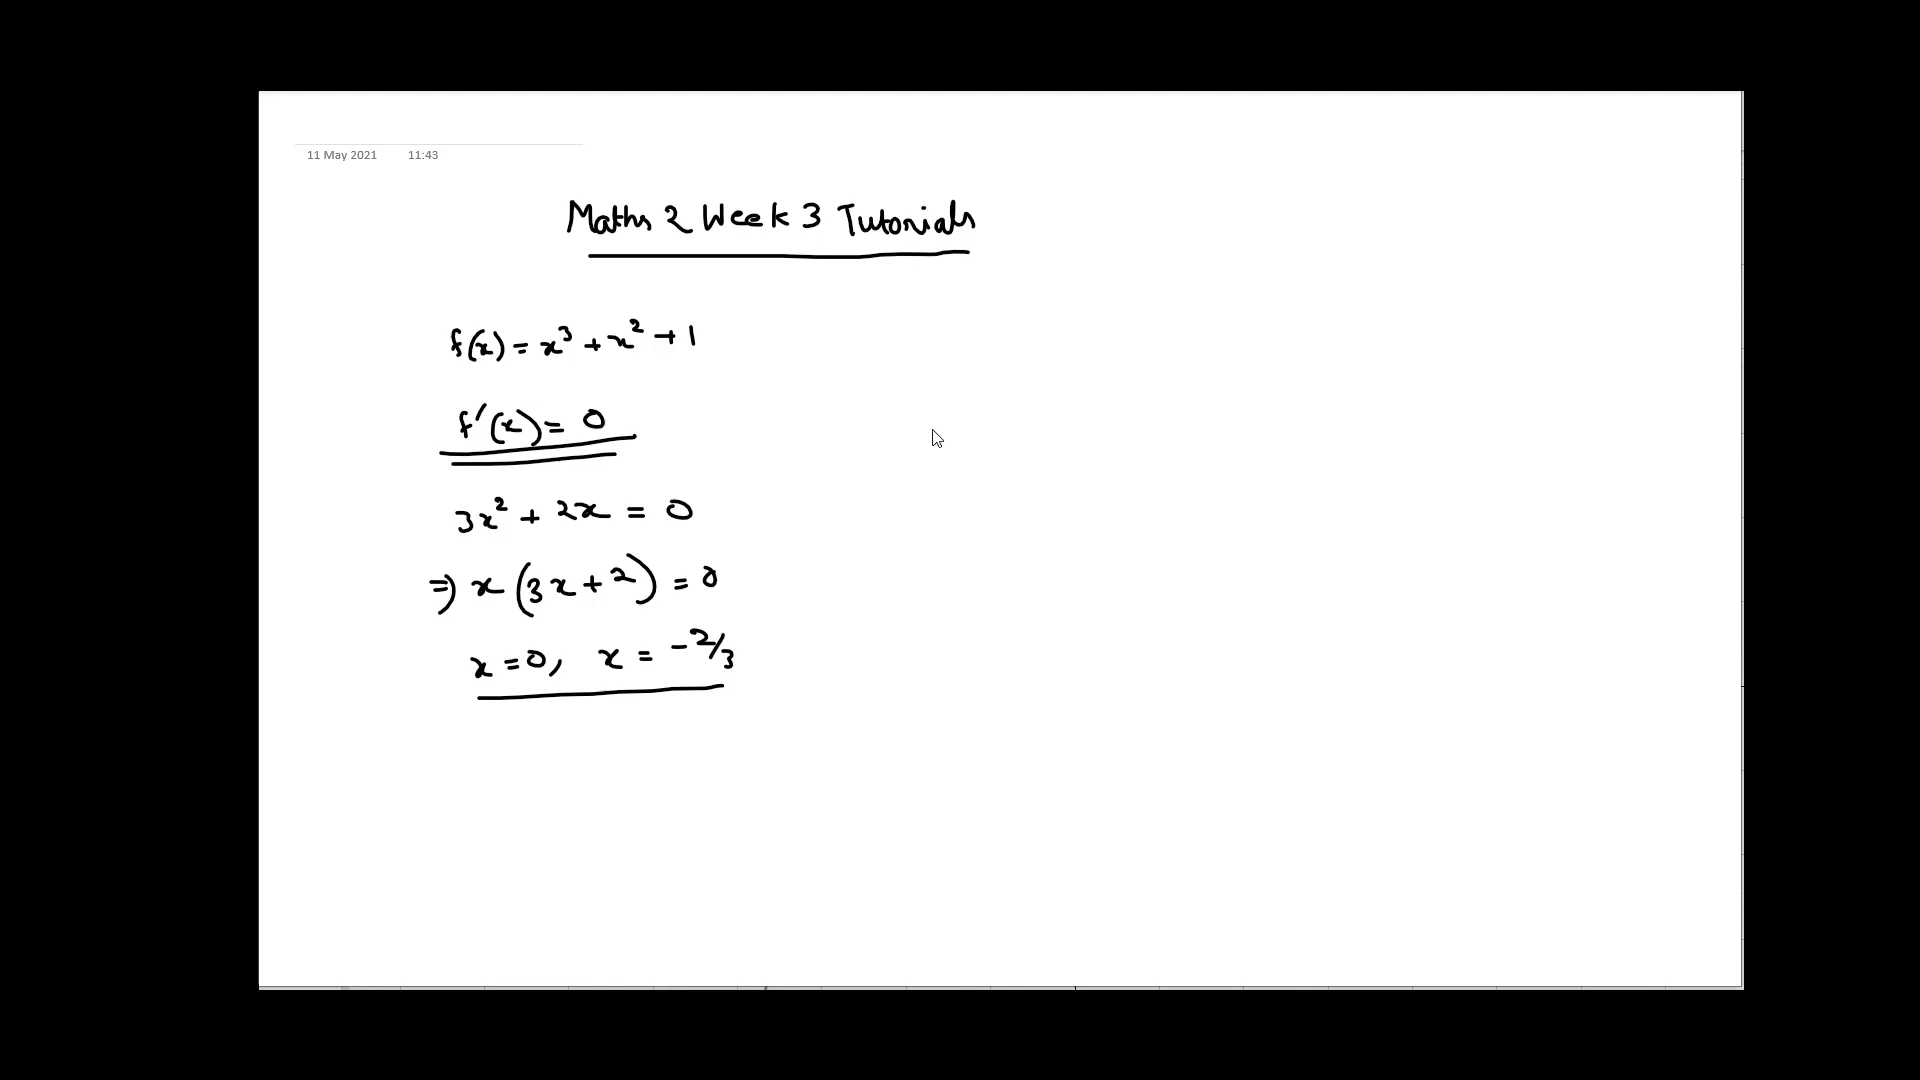 11 May 2021 11:43
Maths 2 Week 3 Tutorials
f(x) = x³ + x² + 1
f'(x) = 0
3x² + 2x = 0
⇒ x(3x + 2) = 0
x = 0, x = -2/3